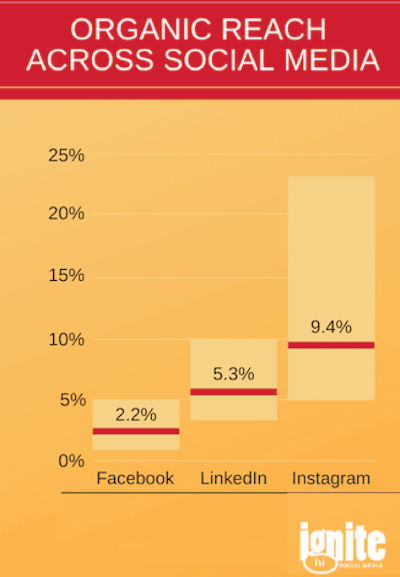 ORGANIC REACH
ACROSS SOCIAL MEDIA
25%
20%
15%
10%
5%
0%
2.2%
5.3%
9.4%
Facebook LinkedIn Instagram
ignite
hi SOCIAL MEDIA